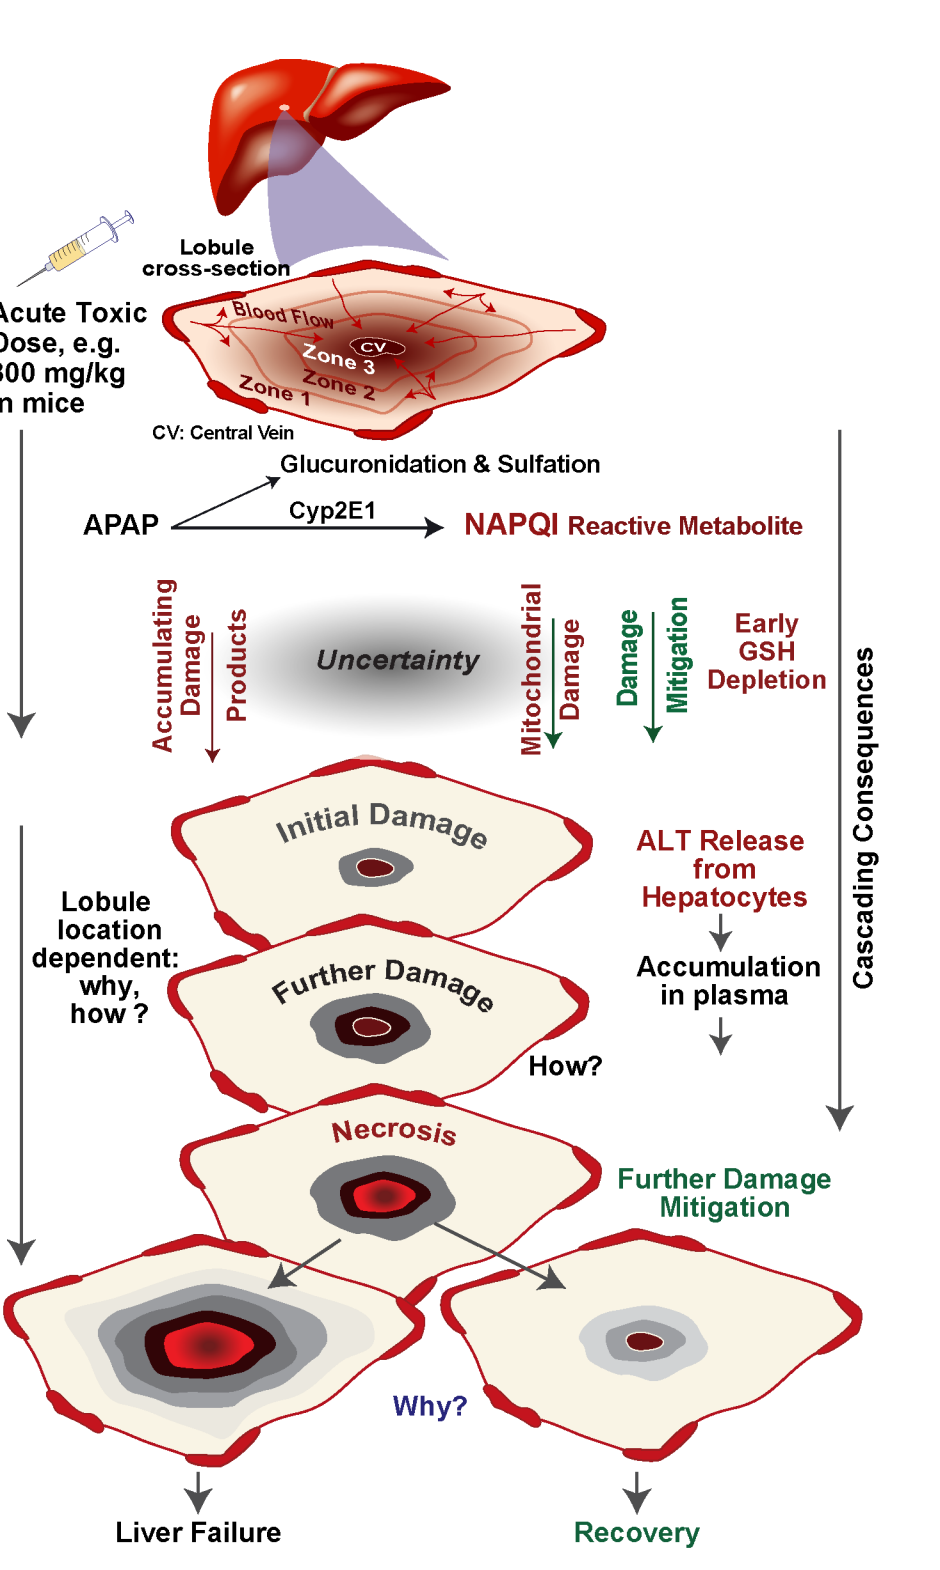 Lobule
cross-section
Acute Toxic
Dose, e.g.
300 mg/kg
in mice
Blood Flow
CV
Zone 3
Zone 2
Zone 1
CV: Central Vein
Glucuronidation & Sulfation
Cyp2E1
APAP
NAPQI Reactive Metabolite
Accumulating
Damage
Products
Uncertainty
Mitochondrial
Damage
Damage
Mitigation
Early
GSH
Depletion
Cascading Consequences
Initial Damage
ALT Release
from
Hepatocytes
Lobule
location
dependent:
why,
how ?
Accumulation
in plasma
Further Damage
How?
Necrosis
Further Damage
Mitigation
Why?
Liver Failure
Recovery